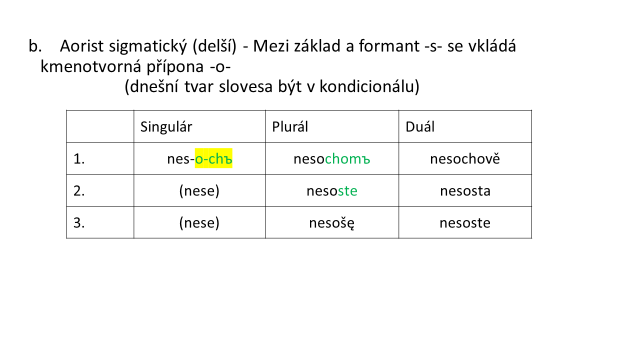 b. Aorist sigmatický (delší) - Mezi základ a formant -s- se vkládá
kmenotvorná přípona -o-
(dnešní tvar slovesa být v kondicionálu)
Singulár Plurál Duál
1. nes-o-chъ nesochomъ nesochově
2. (nese) nesoste nesosta
3. (nese) nesošę nesoste